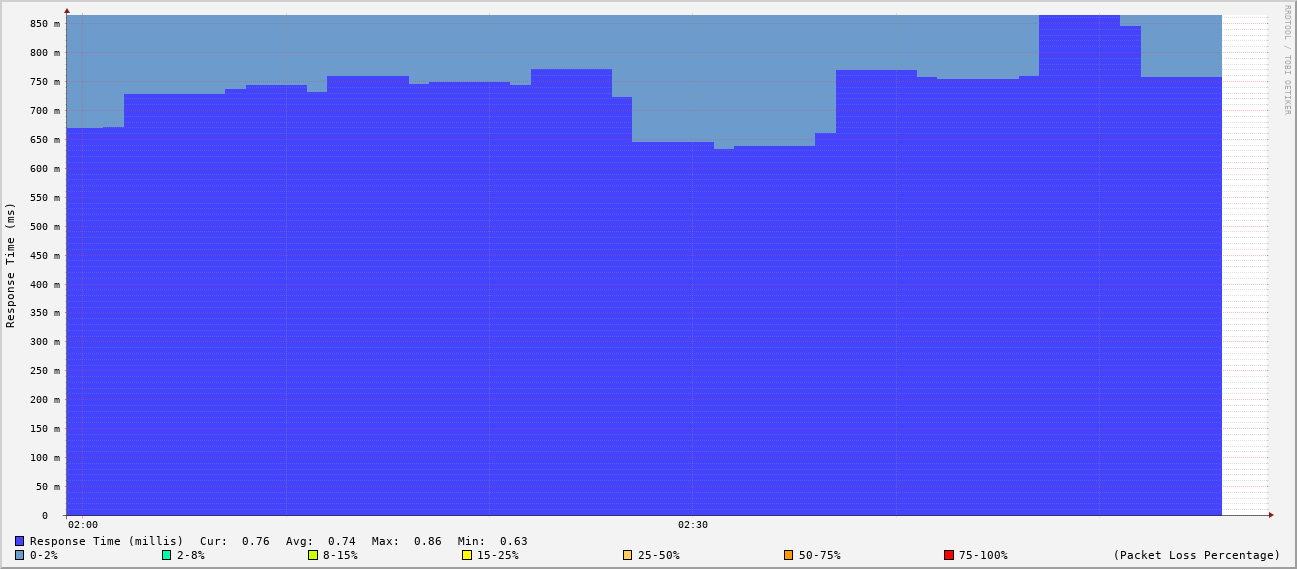 850 m
800 m
750 m
700 m
650 m
600 m
550 m
500 m
450 m
400 m
350 m
300 m
250 m
200 m
150 m
100 m
50 m
0
Response Time (ms)
RRDTOOL / TOBI OETIKER
02:00 02:30
Response Time (millis) Cur: 0.76 Avg: 0.74 Max: 0.86 Min: 0.63
0-2% 2-8% 8-15% 15-25% 25-50% 50-75% 75-100% (Packet Loss Percentage)